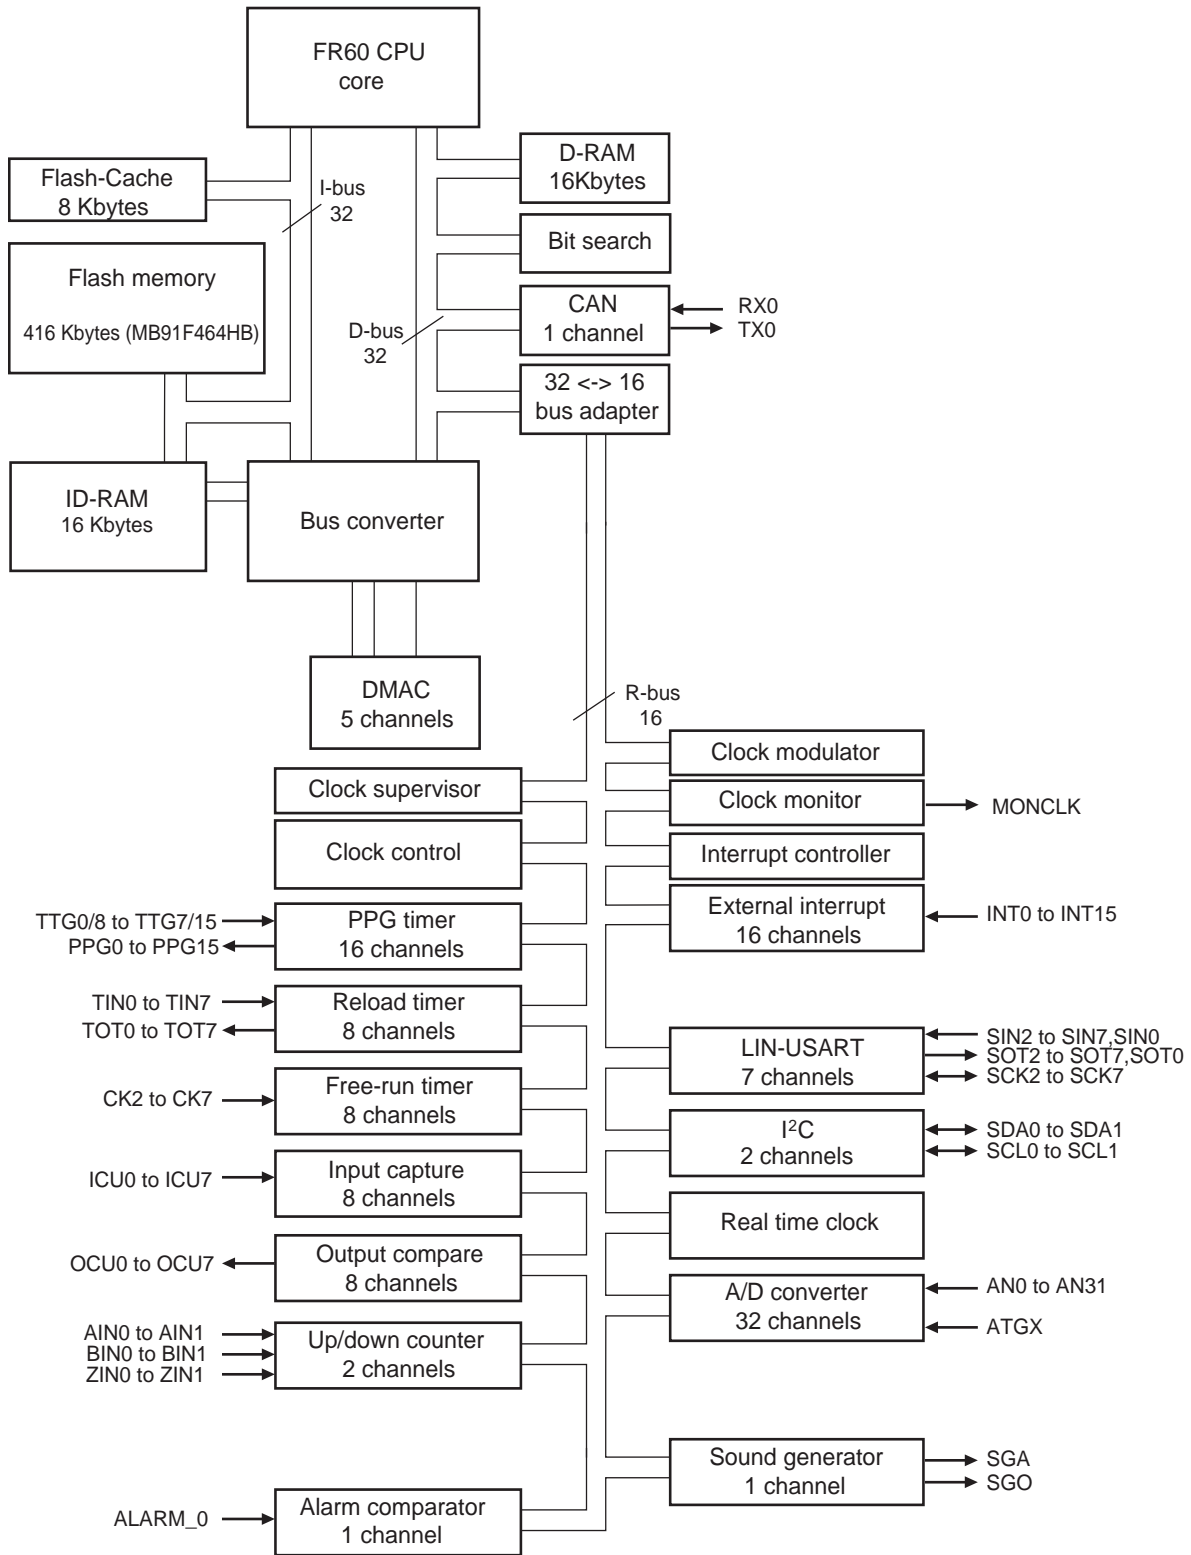 FR60 CPU
core
Flash-Cache
8 Kbytes
I-bus
32
D-RAM
16Kbytes
Bit search
Flash memory
416 Kbytes (MB91F464HB)
D-bus
32
CAN
1 channel
RX0
TX0
32 <-> 16
bus adapter
ID-RAM
16 Kbytes
Bus converter
DMAC
5 channels
R-bus
16
Clock modulator
Clock supervisor
Clock monitor
MONCLK
Clock control
Interrupt controller
TTG0/8 to TTG7/15
PPG0 to PPG15
PPG timer
16 channels
External interrupt
16 channels
INT0 to INT15
TIN0 to TIN7
TOT0 to TOT7
Reload timer
8 channels
LIN-USART
7 channels
SIN2 to SIN7,SIN0
SOT2 to SOT7,SOT0
SCK2 to SCK7
CK2 to CK7
Free-run timer
8 channels
I²C
2 channels
SDA0 to SDA1
SCL0 to SCL1
ICU0 to ICU7
Input capture
8 channels
Real time clock
OCU0 to OCU7
Output compare
8 channels
A/D converter
32 channels
AN0 to AN31
ATGX
AIN0 to AIN1
BIN0 to BIN1
ZIN0 to ZIN1
Up/down counter
2 channels
Sound generator
1 channel
SGA
SGO
ALARM_0
Alarm comparator
1 channel